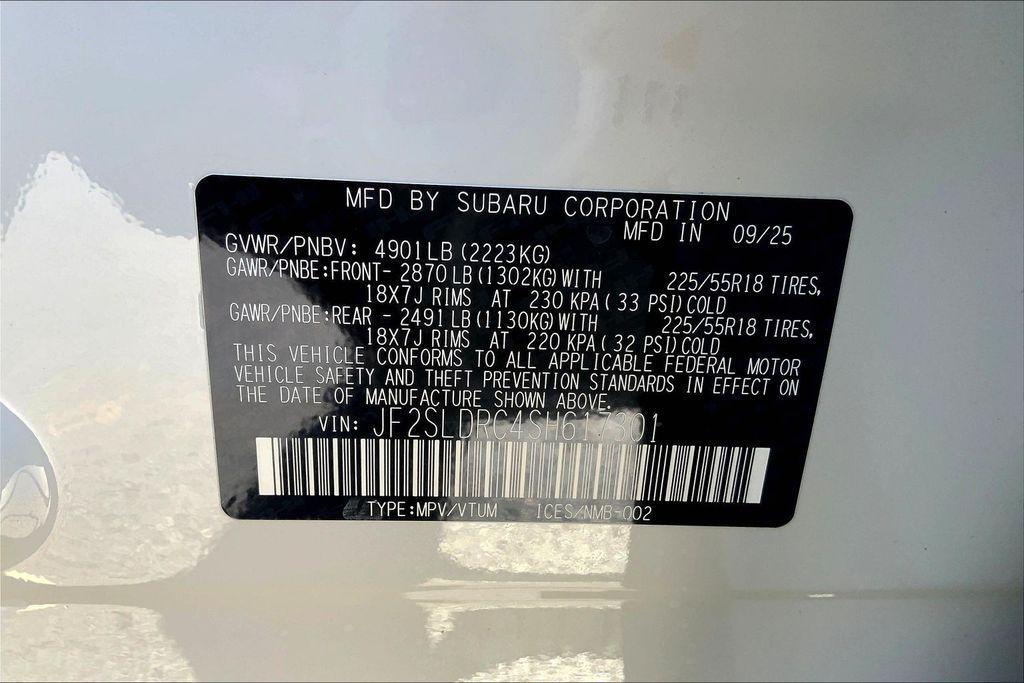 MFD BY SUBARU CORPORATION
MFD IN 09/25
GVWR/PNBV: 4901LB (2223KG)
GAWR/PNBE:FRONT- 2870 LB (1302KG) WITH 225/55R18 TIRES,
18X7J RIMS AT 230 KPA ( 33 PSI) COLD
GAWR/PNBE:REAR - 2491 LB (1130KG) WITH 225/55R18 TIRES,
18X7J RIMS AT 220 KPA ( 32 PSI) COLD
THIS VEHICLE CONFORMS TO ALL APPLICABLE FEDERAL MOTOR
VEHICLE SAFETY AND THEFT PREVENTION STANDARDS IN EFFECT ON
THE DATE OF MANUFACTURE SHOWN ABOVE.
VIN: JF2SLDRC4SH617301
TYPE:MPV/VTUM ICES/NMB-002